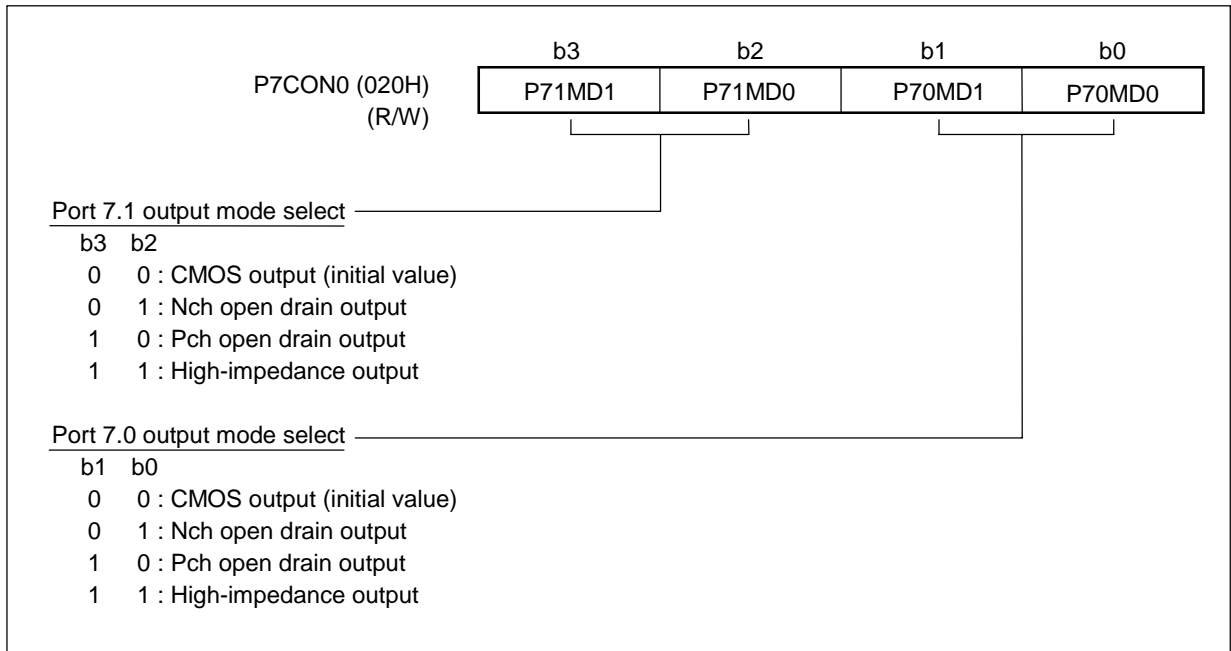 b3 b2 b1 b0
P7CON0 (020H) P71MD1 P71MD0 P70MD1 P70MD0
(R/W)
Port 7.1 output mode select
b3 b2
0 0 : CMOS output (initial value)
0 1 : Nch open drain output
1 0 : Pch open drain output
1 1 : High-impedance output
Port 7.0 output mode select
b1 b0
0 0 : CMOS output (initial value)
0 1 : Nch open drain output
1 0 : Pch open drain output
1 1 : High-impedance output